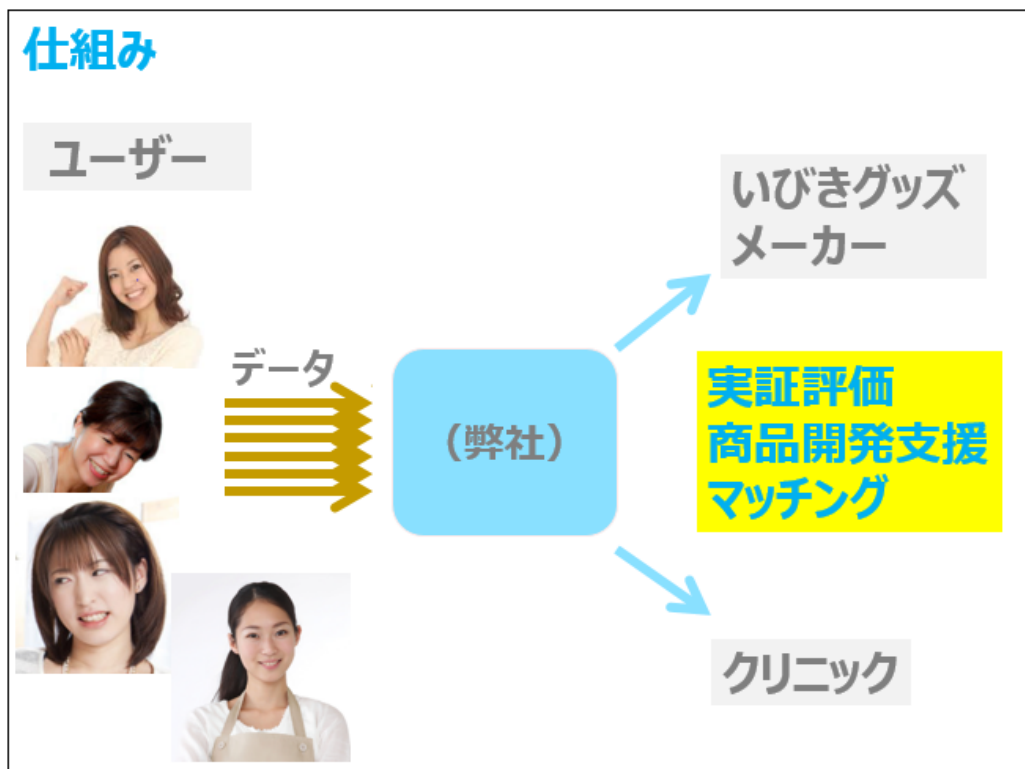 仕組み
ユーザー
データ
(弊社)
いびきグッズ
メーカー
実証評価
商品開発支援
マッチング
クリニック